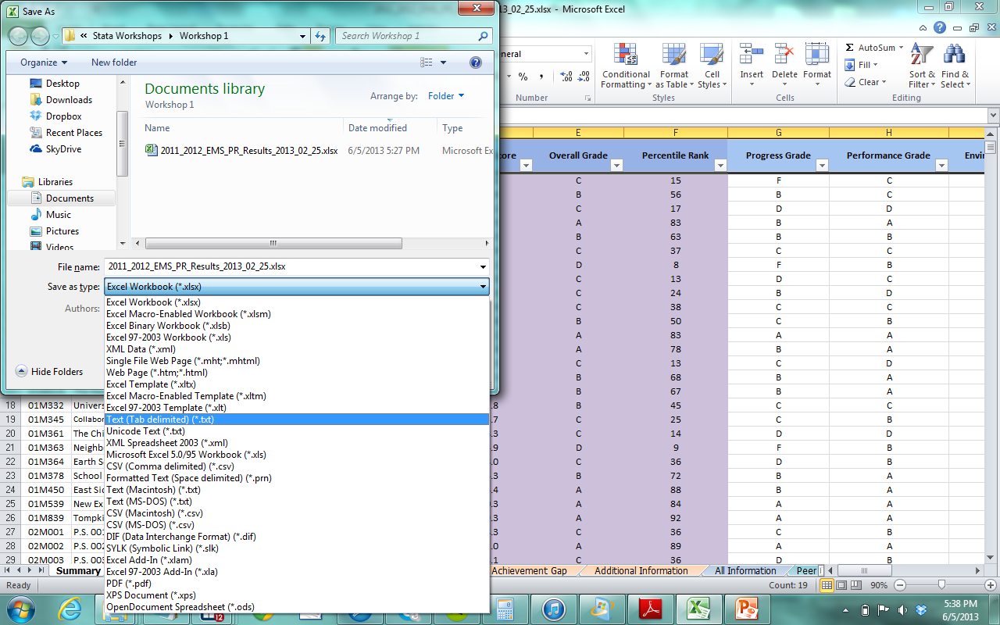 Save As
_13_02_25.xlsx - Microsoft Excel
« Stata Workshops ▸ Workshop 1
Search Workshop 1
Organize
New folder
Desktop
Downloads
Dropbox
Recent Places
SkyDrive
Libraries
Documents
Music
Pictures
Videos
Documents library
Workshop 1
Arrange by: Folder
Name Date modified Type
2011_2012_EMS_PR_Results_2013_02_25.xlsx 6/5/2013 5:27 PM Microsoft Ex
File name: 2011_2012_EMS_PR_Results_2013_02_25.xlsx
Save as type: Excel Workbook (*.xlsx)
Authors:
Hide Folders
Excel Workbook (*.xlsx)
Excel Macro-Enabled Workbook (*.xlsm)
Excel Binary Workbook (*.xlsb)
Excel 97-2003 Workbook (*.xls)
XML Data (*.xml)
Single File Web Page (*.mht;*.mhtml)
Web Page (*.htm;*.html)
Excel Template (*.xltx)
Excel Macro-Enabled Template (*.xltm)
Excel 97-2003 Template (*.xlt)
Text (Tab delimited) (*.txt)
Unicode Text (*.txt)
XML Spreadsheet 2003 (*.xml)
Microsoft Excel 5.0/95 Workbook (*.xls)
CSV (Comma delimited) (*.csv)
Formatted Text (Space delimited) (*.prn)
Text (Macintosh) (*.txt)
Text (MS-DOS) (*.txt)
CSV (Macintosh) (*.csv)
CSV (MS-DOS) (*.csv)
DIF (Data Interchange Format) (*.dif)
SYLK (Symbolic Link) (*.slk)
Excel Add-In (*.xlam)
Excel 97-2003 Add-In (*.xla)
PDF (*.pdf)
XPS Document (*.xps)
OpenDocument Spreadsheet (*.ods)
neral
% , .00 .0
Number
Conditional Formatting
Format as Table
Cell Styles
Styles
Insert
Delete
Format
Cells
Σ AutoSum
Fill
Clear
Sort & Filter
Find & Select
Editing
E F G H
ore Overall Grade Percentile Rank Progress Grade Performance Grade Envir
C 15 F C
B 56 B C
C 17 D D
A 83 B A
B 63 B B
C 37 C C
D 8 F B
C 13 D C
C 24 B D
C 38 C C
B 50 C B
A 83 A A
A 78 B A
C 13 C D
B 68 B A
B 67 B A
18 01M332 Univers .8 B 45 C C
19 01M345 Collabor .7 C 25 C B
20 01M361 The Chi .3 C 14 D D
21 01M363 Neighb .9 D 9 F B
22 01M364 Earth S .0 C 36 D B
23 01M378 School .3 B 72 B A
24 01M450 East Sid .4 A 88 B A
25 01M539 New Ex 0.3 A 84 A A
26 01M839 Tompki .3 A 92 A A
27 02M001 P.S. 001 .3 C 36 C B
28 02M002 P.S. 002 .0 A 89 A A
29 02M003 P.S. 003 .1 C 36 D B
Summary
Achievement Gap
Additional Information
All Information
Peer I
Ready
Count: 19
90%
12
5:38 PM
6/5/2013